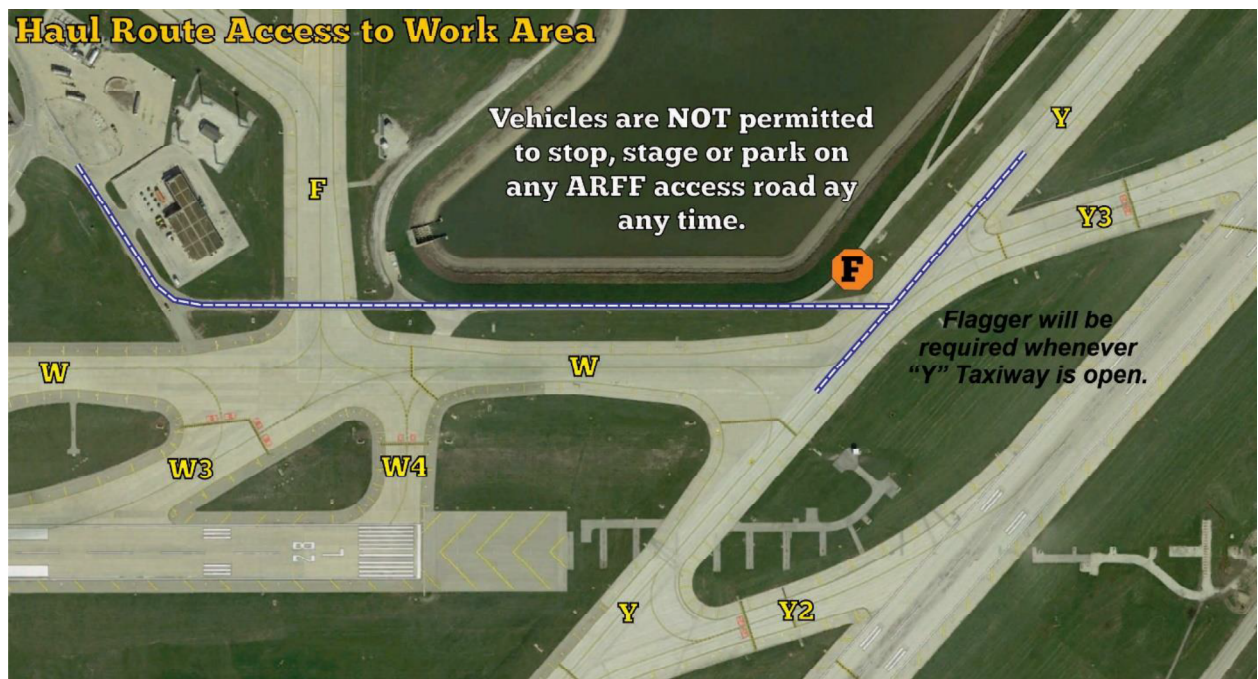 Haul Route Access to Work Area
Vehicles are NOT permitted
to stop, stage or park on
any ARFF access road ay
any time.
Y
F
Y3
F
Flagger will be
required whenever
“Y” Taxiway is open.
W
W
W3
W4
28
L
Y
Y2